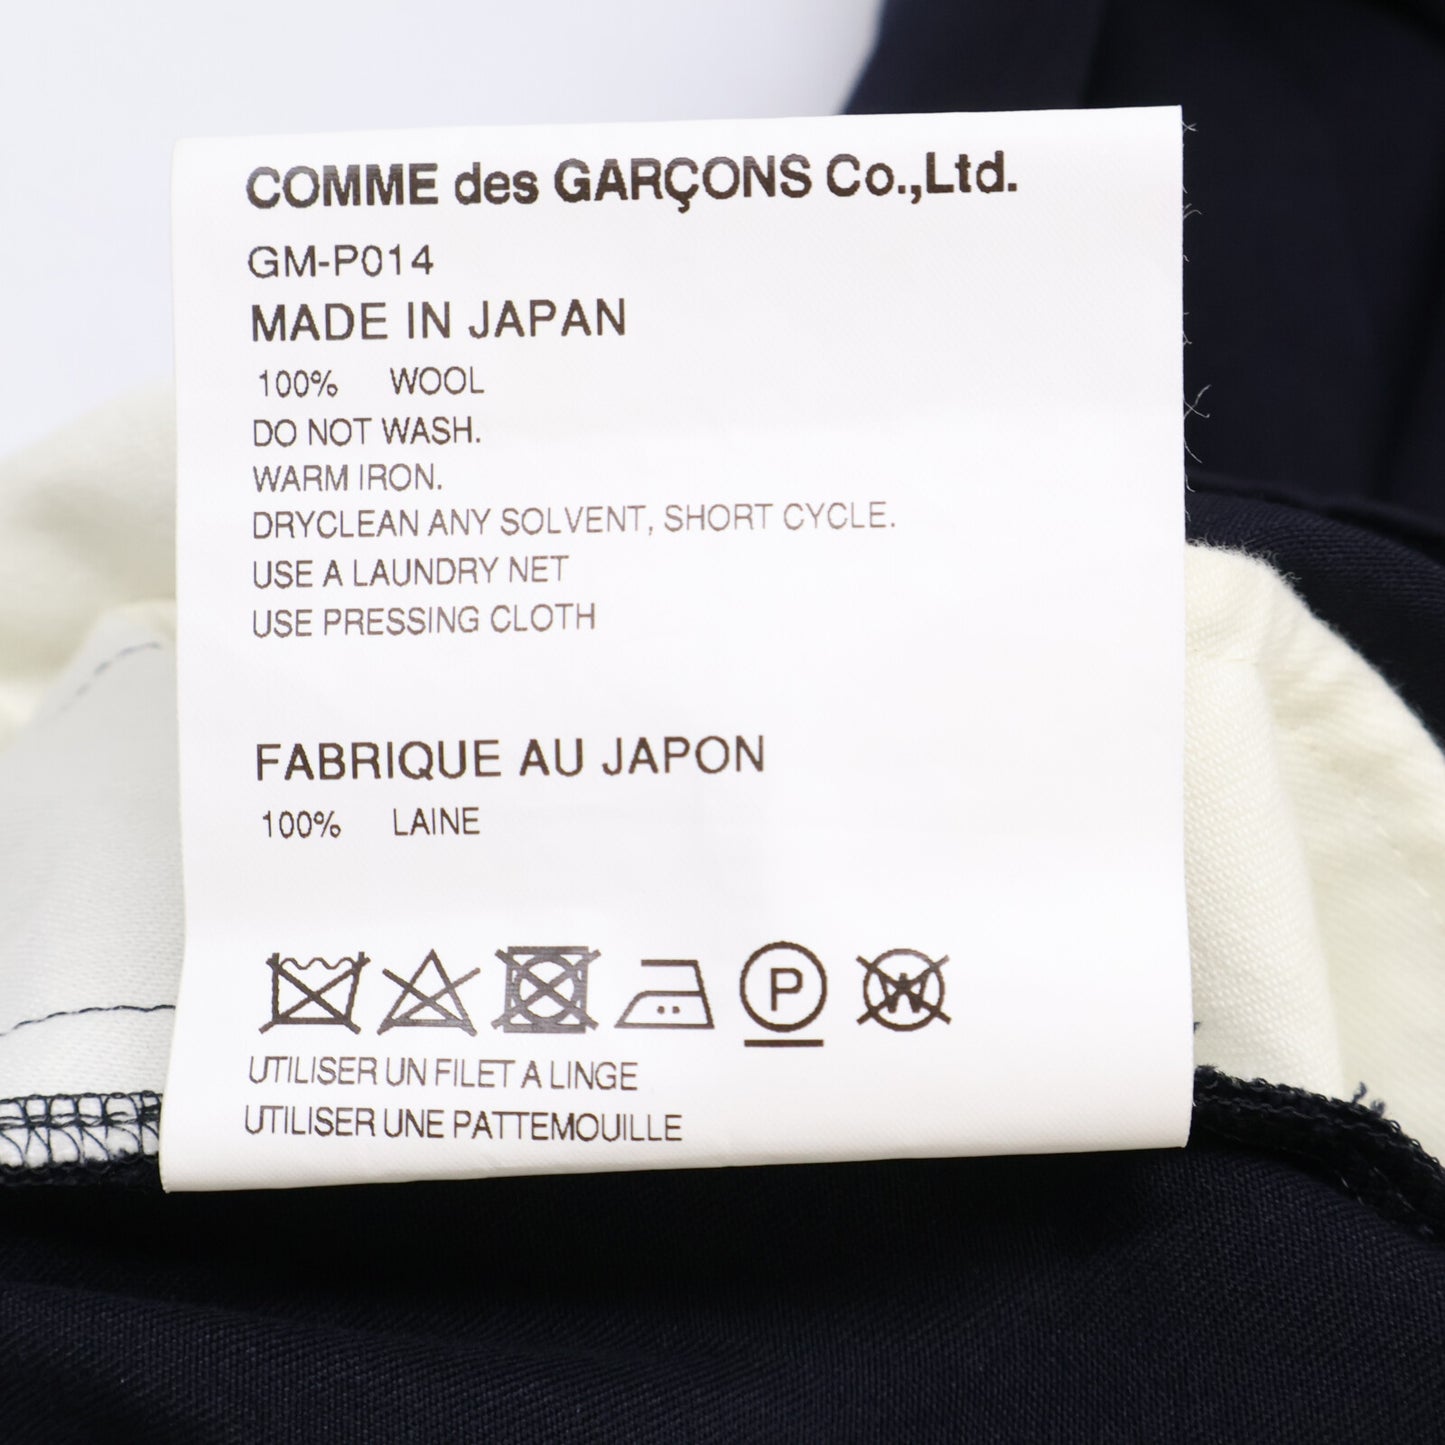 COMME des GARÇONS Co.,Ltd.
GM-P014
MADE IN JAPAN
100% WOOL
DO NOT WASH.
WARM IRON.
DRYCLEAN ANY SOLVENT, SHORT CYCLE.
USE A LAUNDRY NET
USE PRESSING CLOTH
FABRIQUE AU JAPON
100% LAINE
P W
UTILISER UN FILET A LINGE
UTILISER UNE PATTEMOUILLE